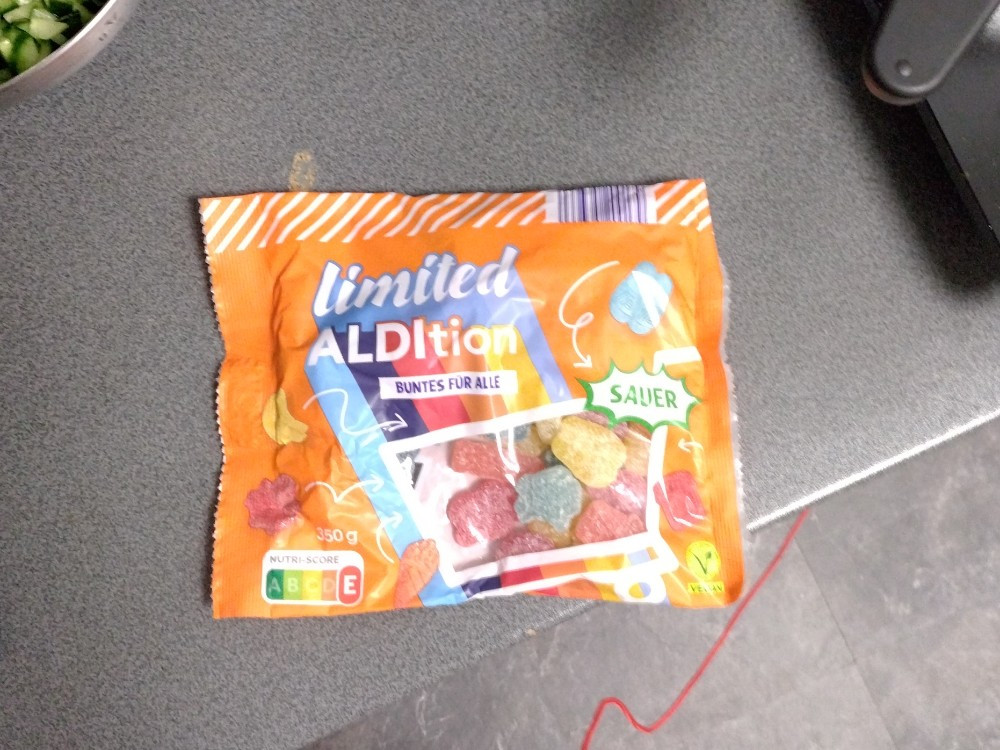 limited
ALDItion
BUNTES FÜR ALLE
SAUER
350 g
NUTRI-SCORE
A B C D E
V
VEGAN